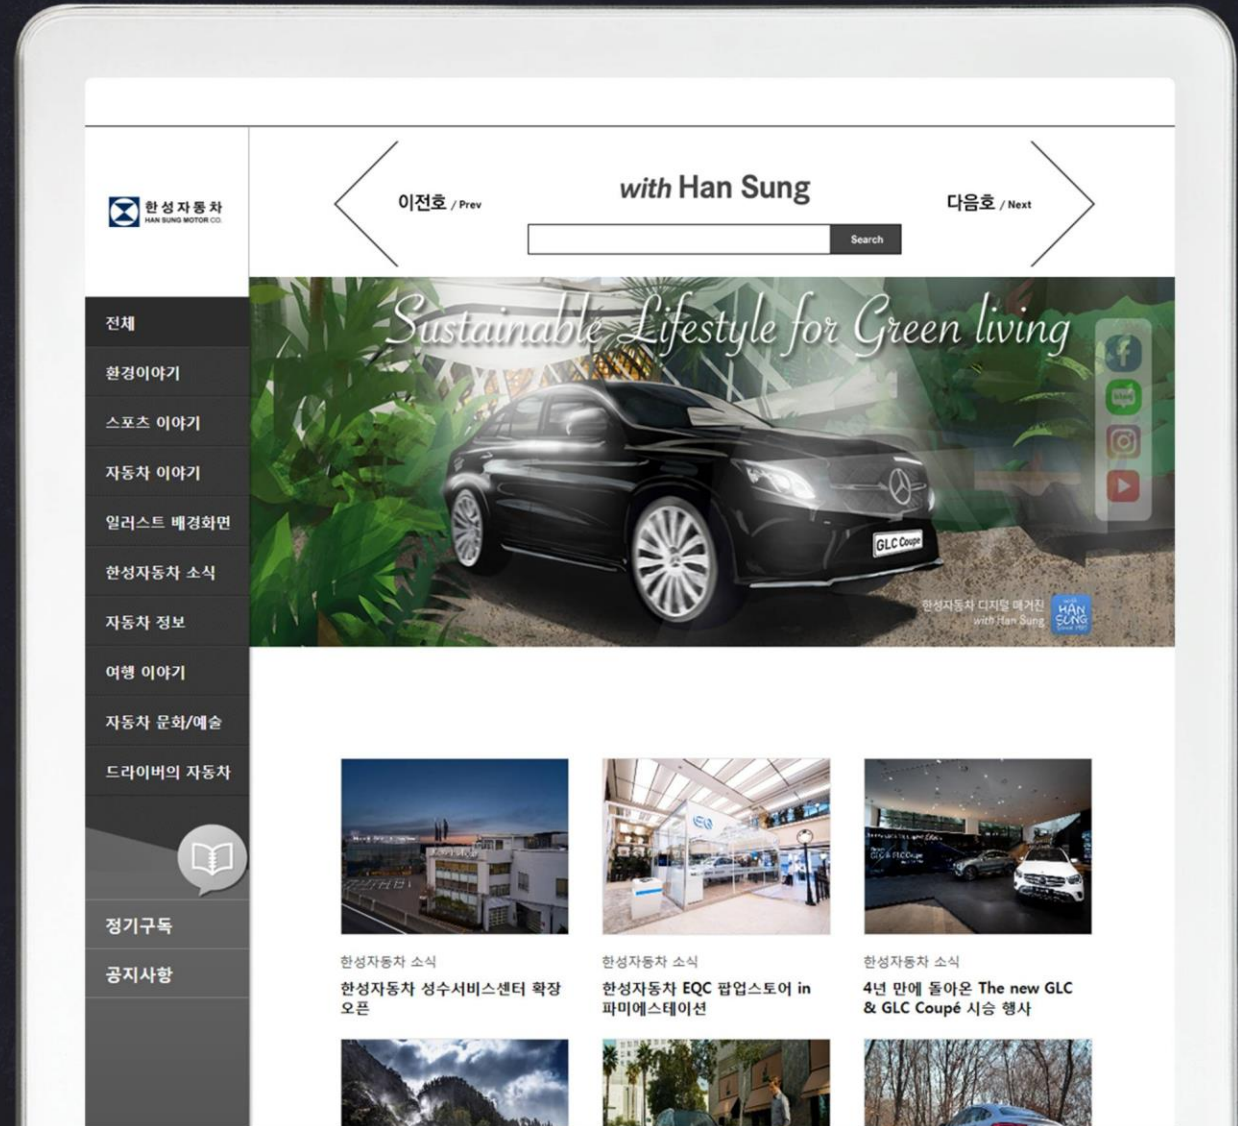 한성자동차
HAN SUNG MOTOR CO.
이전호 / Prev
with Han Sung
Search
다음호 / Next
전체
환경이야기
스포츠 이야기
자동차 이야기
일러스트 배경화면
한성자동차 소식
자동차 정보
여행 이야기
자동차 문화/예술
드라이버의 자동차
정기구독
공지사항
Sustainable Lifestyle for Green living
blog
GLC Coupe
한성자동차 디지털 매거진
with Han Sung
with
HAN
SUNG
EQ
한성자동차 소식
한성자동차 성수서비스센터 확장
오픈
한성자동차 소식
한성자동차 EQC 팝업스토어 in
파미에스테이션
한성자동차 소식
4년 만에 돌아온 The new GLC
& GLC Coupé 시승 행사